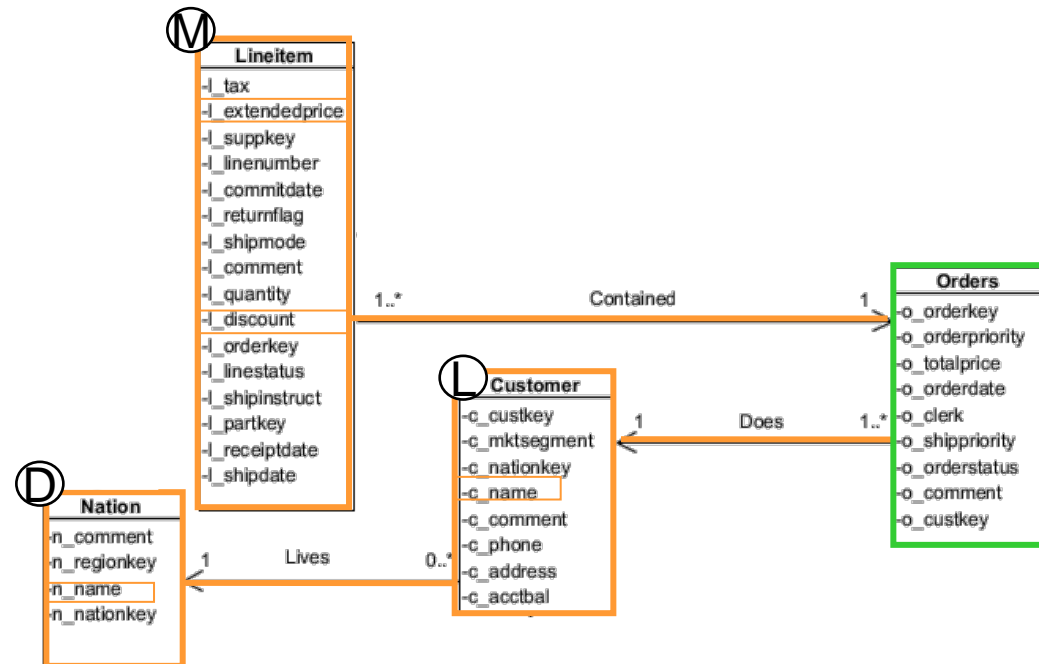 M
Lineitem
-l_tax
-l_extendedprice
-l_suppkey
-l_linenumber
-l_commitdate
-l_returnflag
-l_shipmode
-l_comment
-l_quantity
-l_discount
-l_orderkey
-l_linestatus
-l_shipinstruct
-l_partkey
-l_receiptdate
-l_shipdate
1..* Contained 1
Orders
-o_orderkey
-o_orderpriority
-o_totalprice
-o_orderdate
-o_clerk
-o_shippriority
-o_orderstatus
-o_comment
-o_custkey
L
Customer
-c_custkey
-c_mktsegment
-c_nationkey
-c_name
-c_comment
-c_phone
-c_address
-c_acctbal
1 Does 1..*
D
Nation
-n_comment
-n_regionkey
-n_name
-n_nationkey
1 Lives 0..*